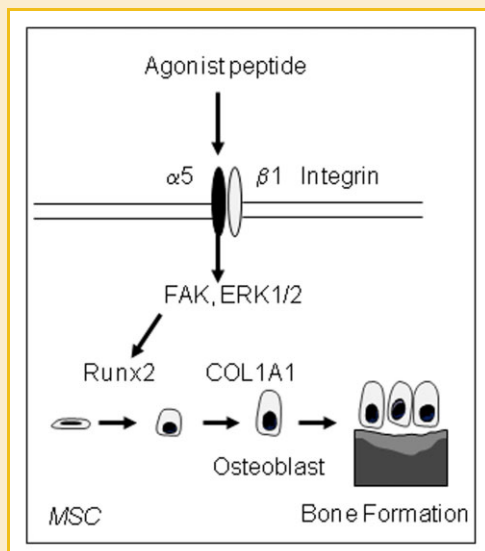 Agonist peptide
α5 β1 Integrin
FAK, ERK1/2
Runx2 COL1A1
Osteoblast
MSC Bone Formation